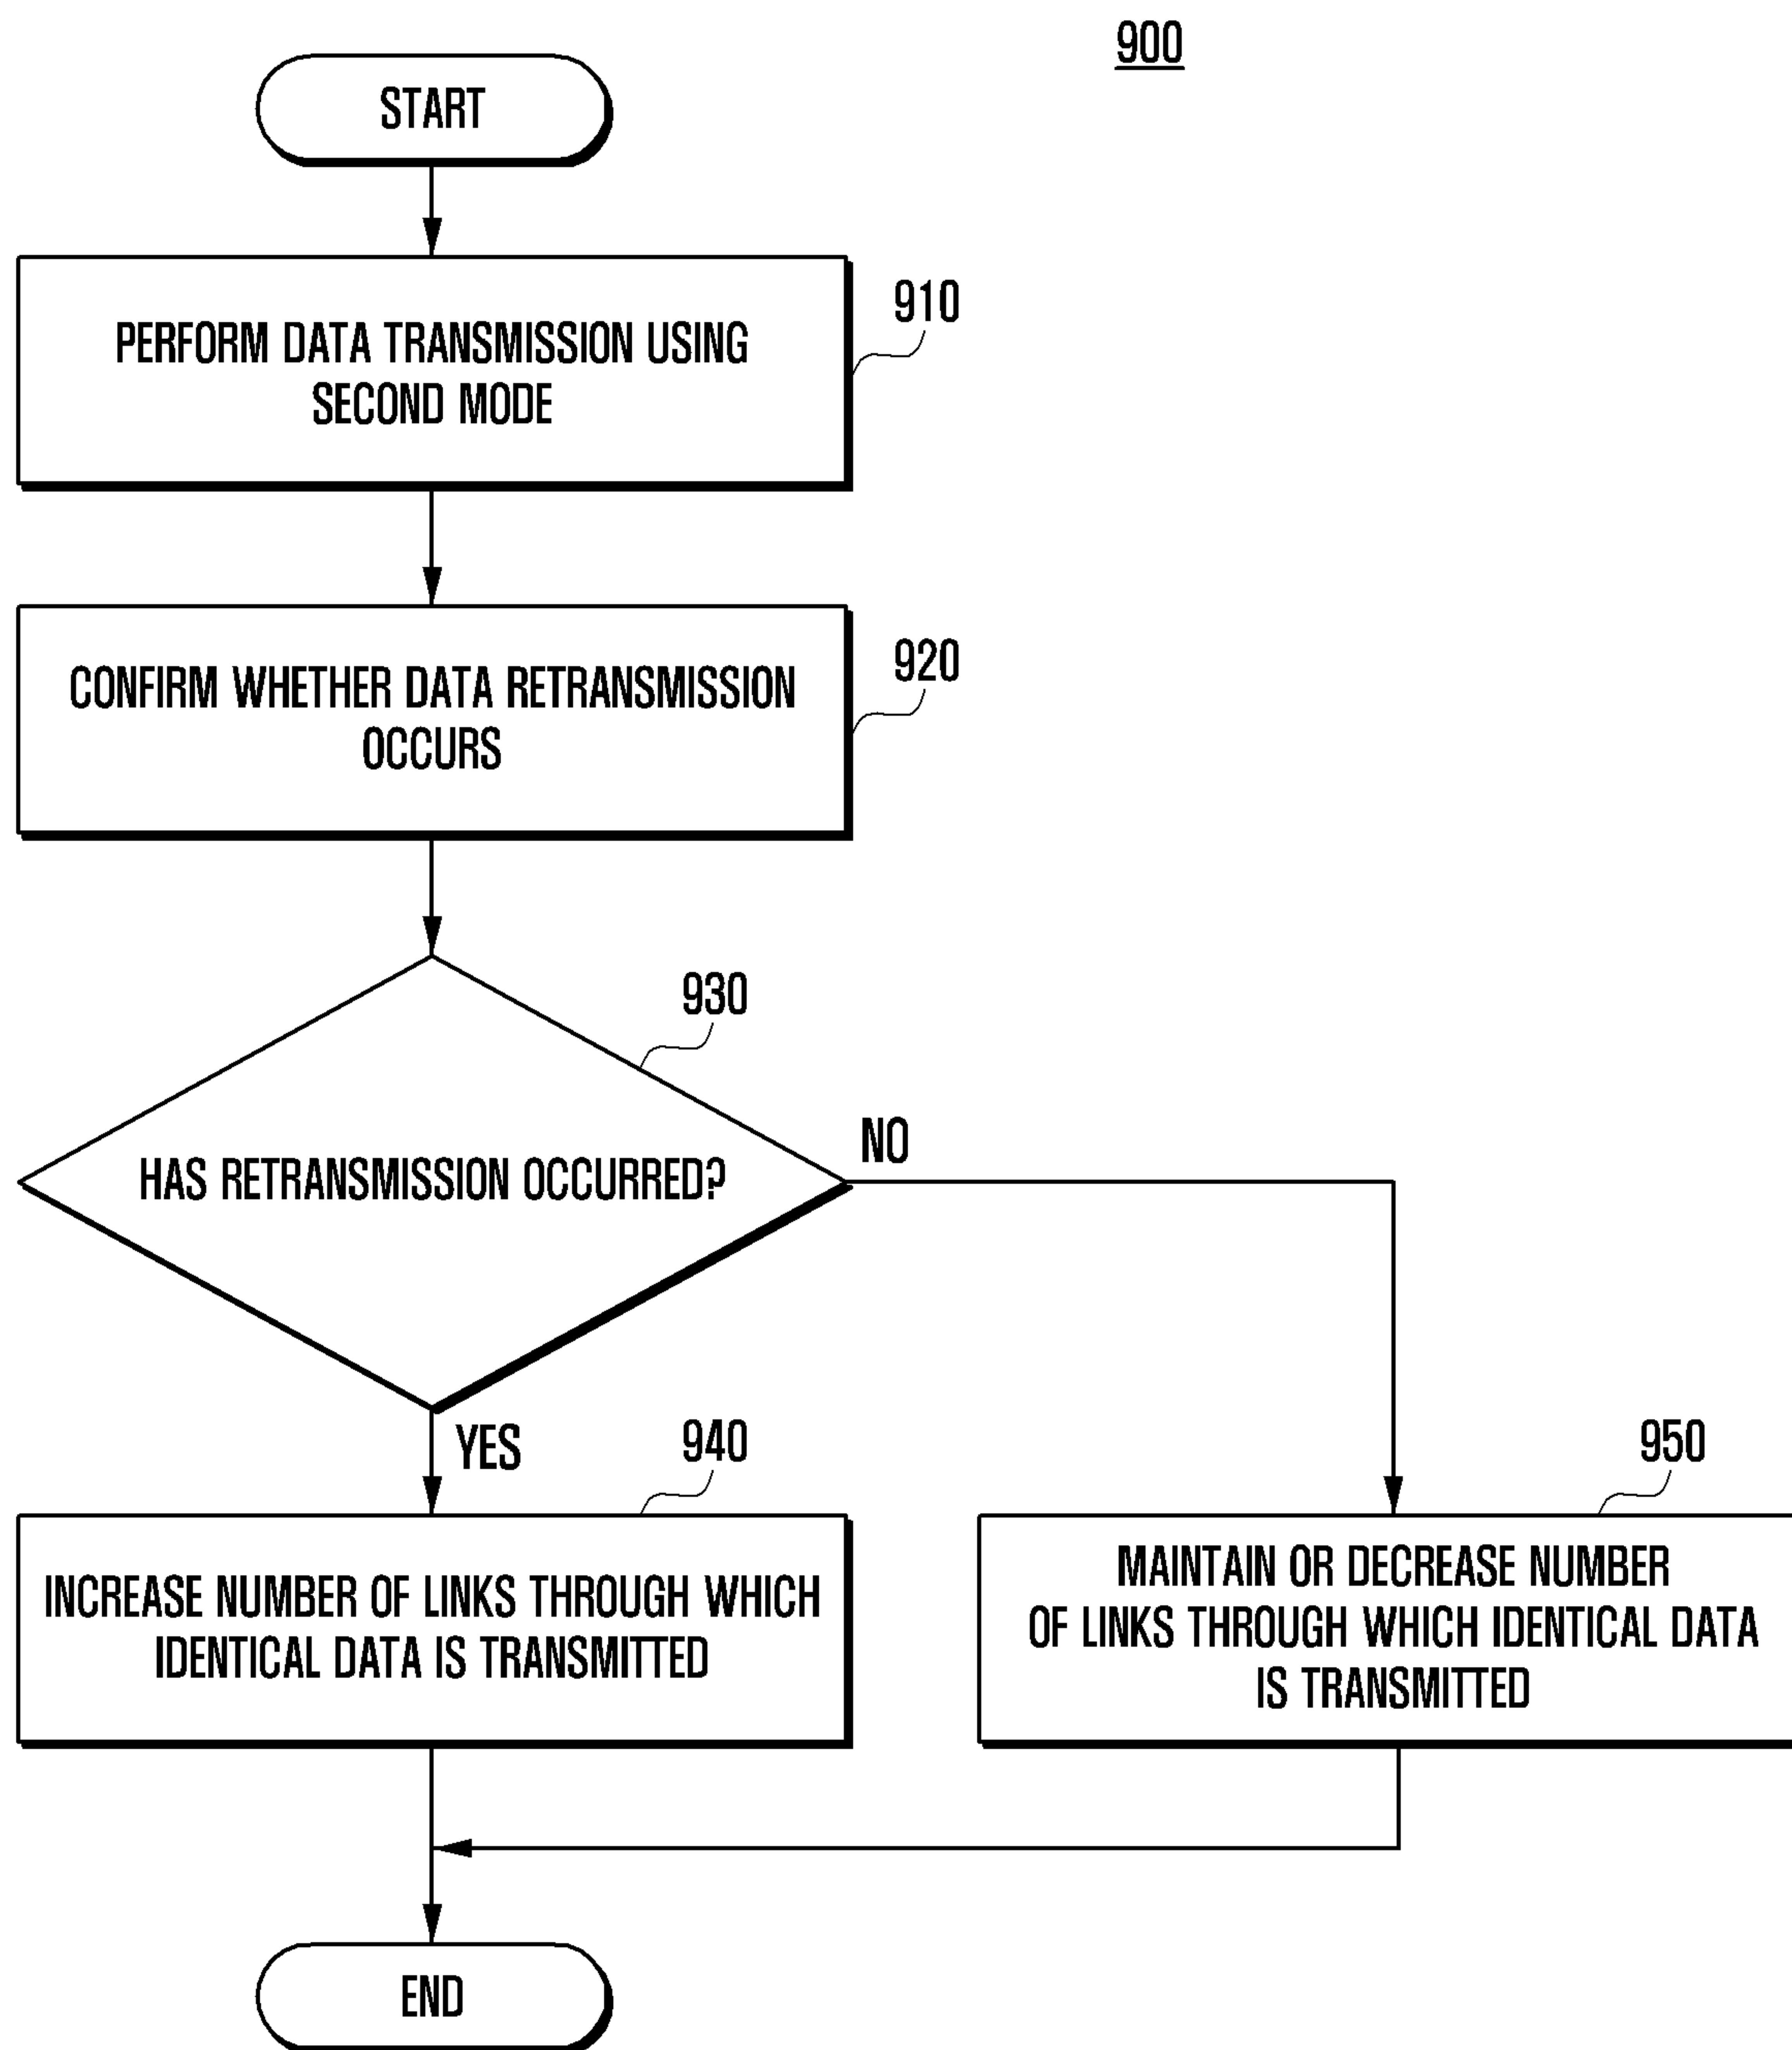 900
START
910
PERFORM DATA TRANSMISSION USING
SECOND MODE
920
CONFIRM WHETHER DATA RETRANSMISSION
OCCURS
930
HAS RETRANSMISSION OCCURRED?
NO
YES
940
INCREASE NUMBER OF LINKS THROUGH WHICH
IDENTICAL DATA IS TRANSMITTED
950
MAINTAIN OR DECREASE NUMBER
OF LINKS THROUGH WHICH IDENTICAL DATA
IS TRANSMITTED
END